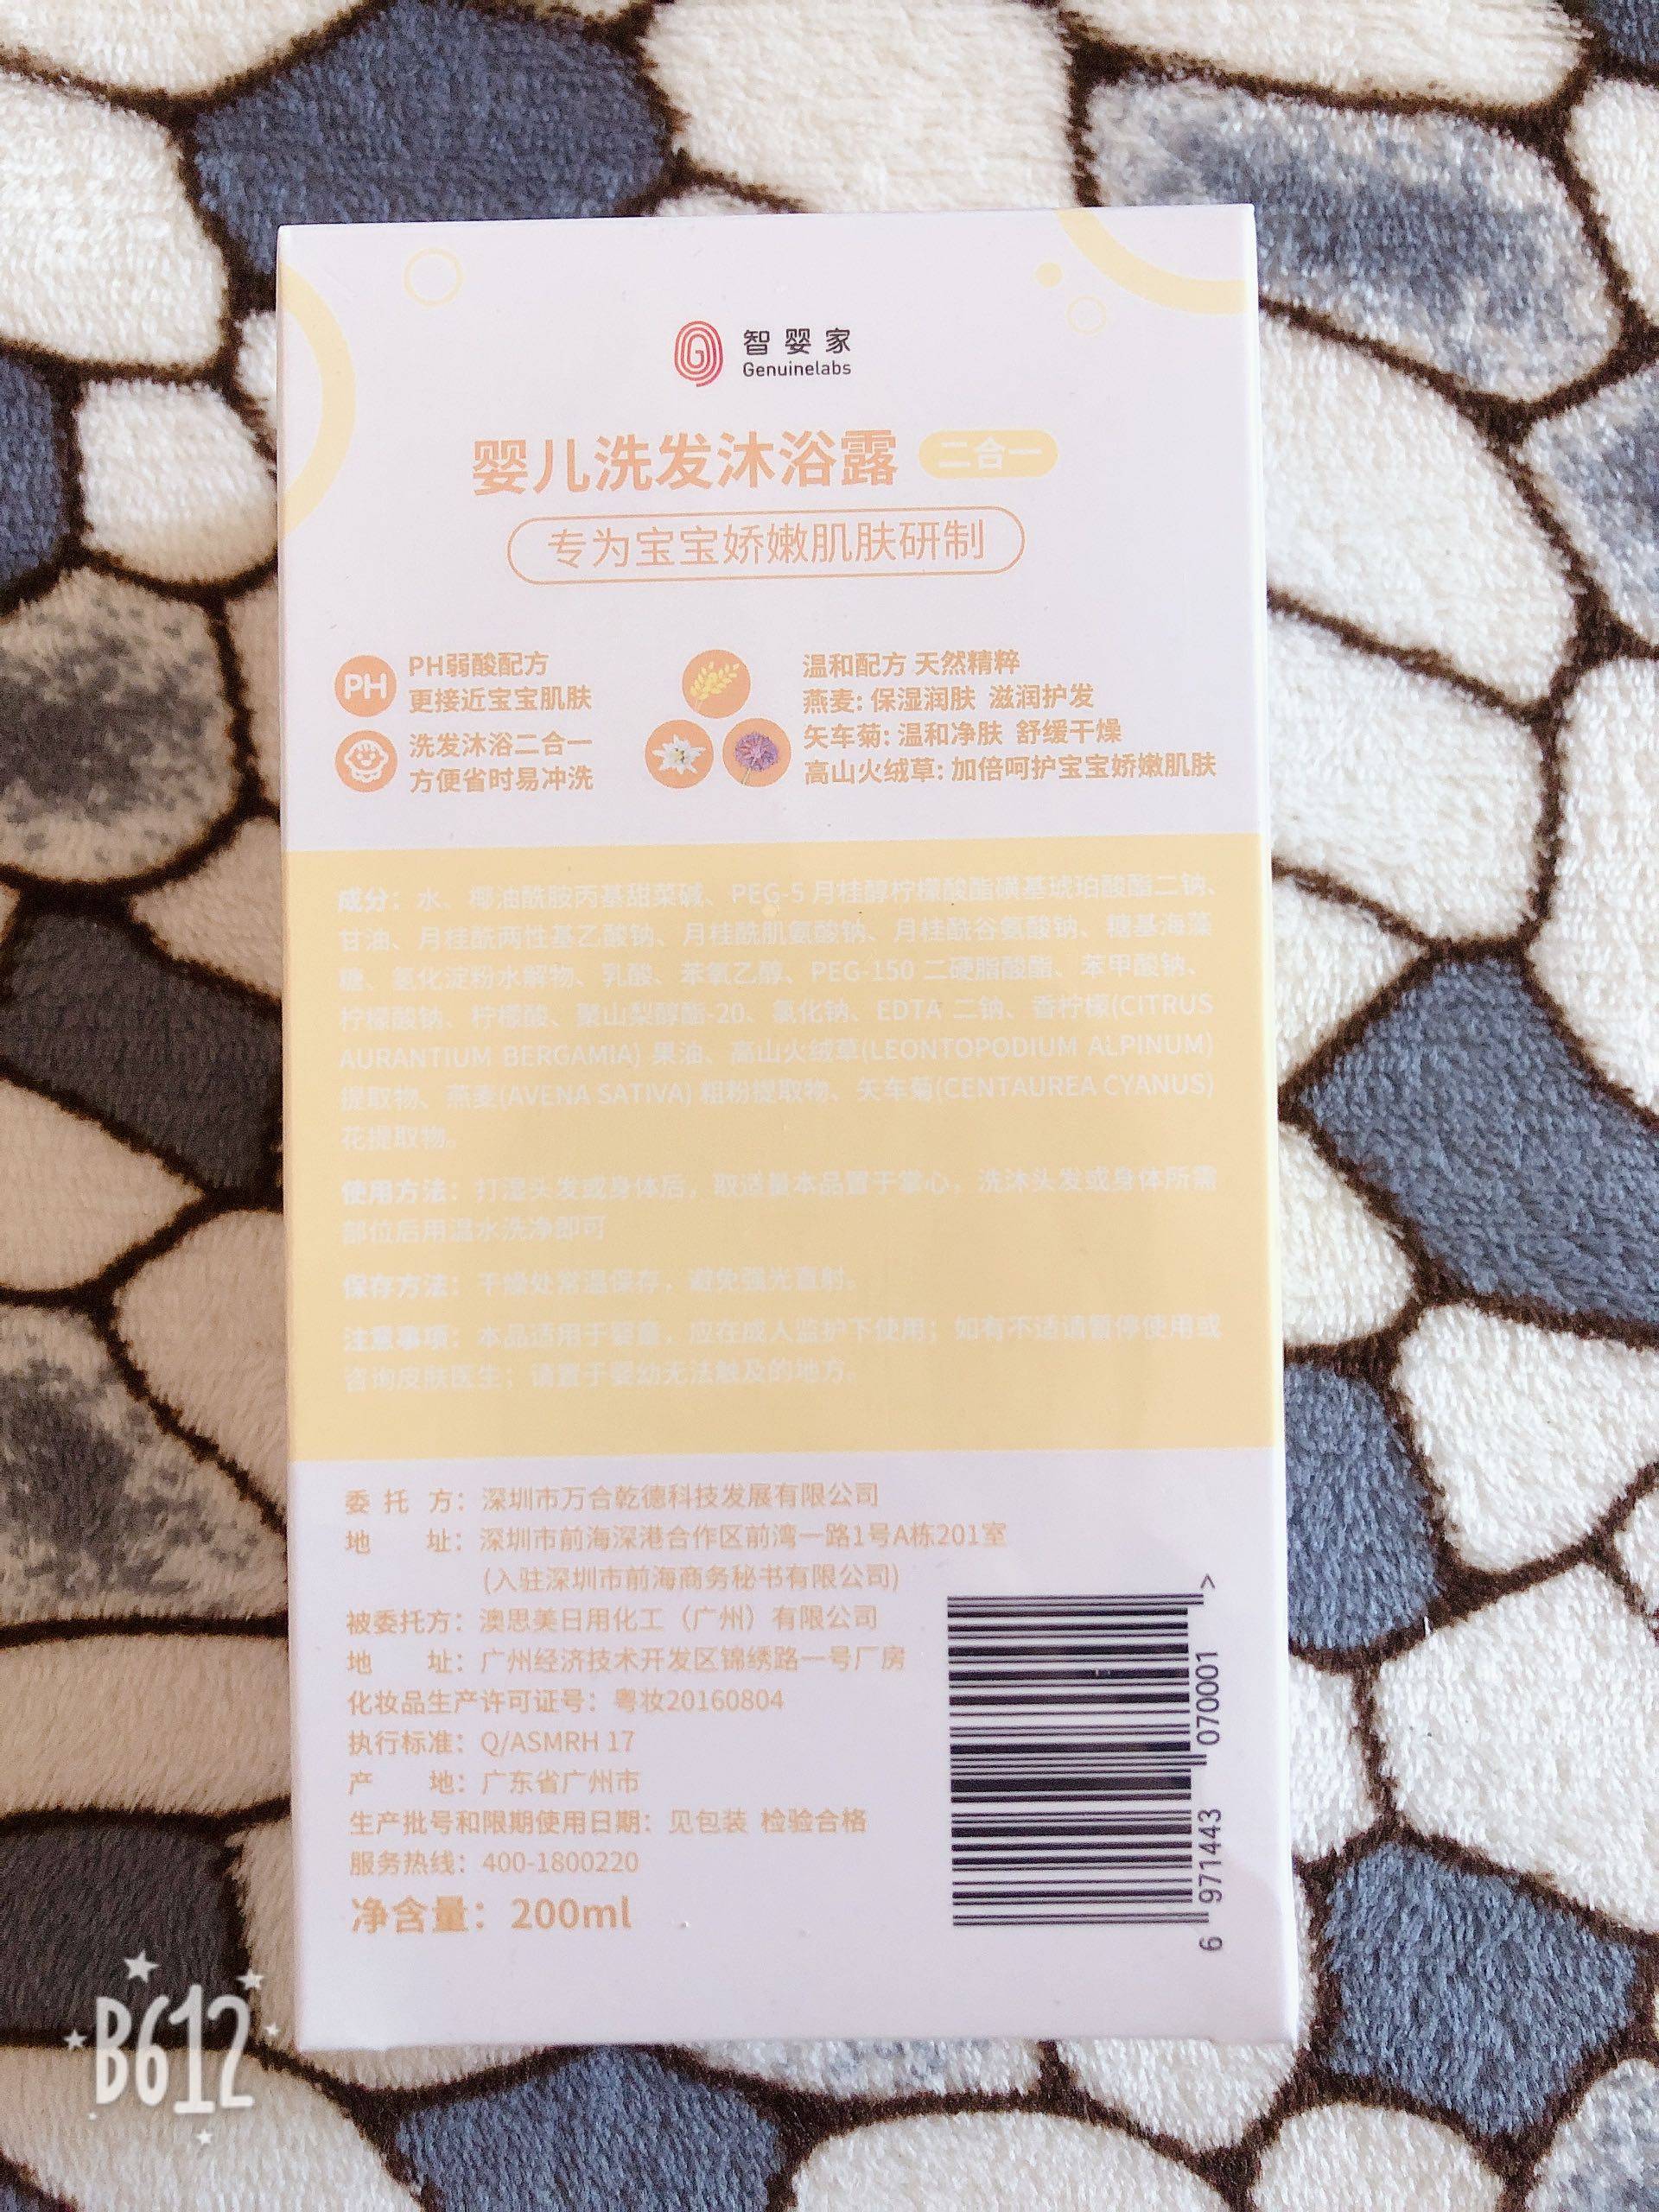 智婴家
Genuinelabs
婴儿洗发沐浴露 二合一
专为宝宝娇嫩肌肤研制
PH
PH弱酸配方
更接近宝宝肌肤
洗发沐浴二合一
方便省时易冲洗
温和配方 天然精粹
燕麦: 保湿润肤 滋润护发
矢车菊: 温和净肤 舒缓干燥
高山火绒草: 加倍呵护宝宝娇嫩肌肤
成分：水、椰油酰胺丙基甜菜碱、PEG-5 月桂醇柠檬酸酯磺基琥珀酸酯二钠、
甘油、月桂酰两性基乙酸钠、月桂酰肌氨酸钠、月桂酰谷氨酸钠、糖基海藻
糖、氢化淀粉水解物、乳酸、苯氧乙醇、PEG-150 二硬脂酸酯、苯甲酸钠、
柠檬酸钠、柠檬酸、聚山梨醇酯-20、氯化钠、EDTA 二钠、香柠檬(CITRUS
AURANTIUM BERGAMIA) 果油、高山火绒草(LEONTOPODIUM ALPINUM)
提取物、燕麦(AVENA SATIVA) 粗粉提取物、矢车菊(CENTAUREA CYANUS)
花提取物。
使用方法：打湿头发或身体后，取适量本品置于掌心，洗沐头发或身体所需
部位后用温水洗净即可
保存方法：干燥处常温保存，避免强光直射。
注意事项：本品适用于婴童，应在成人监护下使用；如有不适请暂停使用或
咨询皮肤医生；请置于婴幼无法触及的地方。
委 托 方：深圳市万合乾德科技发展有限公司
地 址：深圳市前海深港合作区前湾一路1号A栋201室
(入驻深圳市前海商务秘书有限公司)
被委托方：澳思美日用化工（广州）有限公司
地 址：广州经济技术开发区锦绣路一号厂房
化妆品生产许可证号：粤妆20160804
执行标准：Q/ASMRH 17
产 地：广东省广州市
生产批号和限期使用日期：见包装 检验合格
服务热线：400-1800220
净含量：200ml
6 971443 070001 >
B612